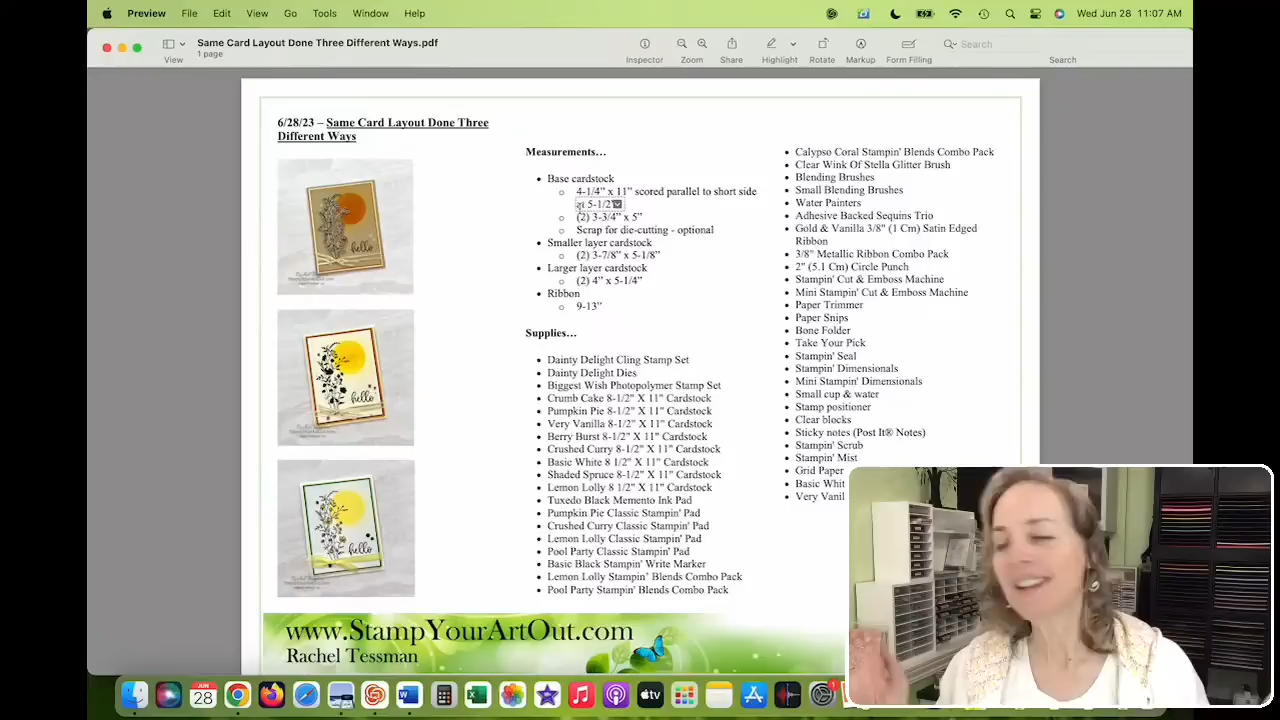 Preview File Edit View Go Tools Window Help
Wed Jun 28 11:07 AM
Same Card Layout Done Three Different Ways.pdf
1 page
View
Inspector Zoom Share Highlight Rotate Markup Form Filling Search
Search
6/28/23 – Same Card Layout Done Three
Different Ways
hello
hello
hello
Measurements…
Base cardstock
4-1/4" x 11" scored parallel to short side
at 5-1/2"
(2) 3-3/4" x 5"
Scrap for die-cutting - optional
Smaller layer cardstock
(2) 3-7/8" x 5-1/8"
Larger layer cardstock
(2) 4" x 5-1/4"
Ribbon
9-13"
Supplies…
Dainty Delight Cling Stamp Set
Dainty Delight Dies
Biggest Wish Photopolymer Stamp Set
Crumb Cake 8-1/2" X 11" Cardstock
Pumpkin Pie 8-1/2" X 11" Cardstock
Very Vanilla 8-1/2" X 11" Cardstock
Berry Burst 8-1/2" X 11" Cardstock
Crushed Curry 8-1/2" X 11" Cardstock
Basic White 8 1/2" X 11" Cardstock
Shaded Spruce 8-1/2" X 11" Cardstock
Lemon Lolly 8 1/2" X 11" Cardstock
Tuxedo Black Memento Ink Pad
Pumpkin Pie Classic Stampin' Pad
Crushed Curry Classic Stampin' Pad
Lemon Lolly Classic Stampin' Pad
Pool Party Classic Stampin' Pad
Basic Black Stampin' Write Marker
Lemon Lolly Stampin' Blends Combo Pack
Pool Party Stampin' Blends Combo Pack
Calypso Coral Stampin' Blends Combo Pack
Clear Wink Of Stella Glitter Brush
Blending Brushes
Small Blending Brushes
Water Painters
Adhesive Backed Sequins Trio
Gold & Vanilla 3/8" (1 Cm) Satin Edged
Ribbon
3/8" Metallic Ribbon Combo Pack
2" (5.1 Cm) Circle Punch
Stampin' Cut & Emboss Machine
Mini Stampin' Cut & Emboss Machine
Paper Trimmer
Paper Snips
Bone Folder
Take Your Pick
Stampin' Seal
Stampin' Dimensionals
Mini Stampin' Dimensionals
Small cup & water
Stamp positioner
Clear blocks
Sticky notes (Post It® Notes)
Stampin' Scrub
Stampin' Mist
Grid Paper
Basic Whit
Very Vanil
www.StampYourArtOut.com
Rachel Tessman
JUN
28